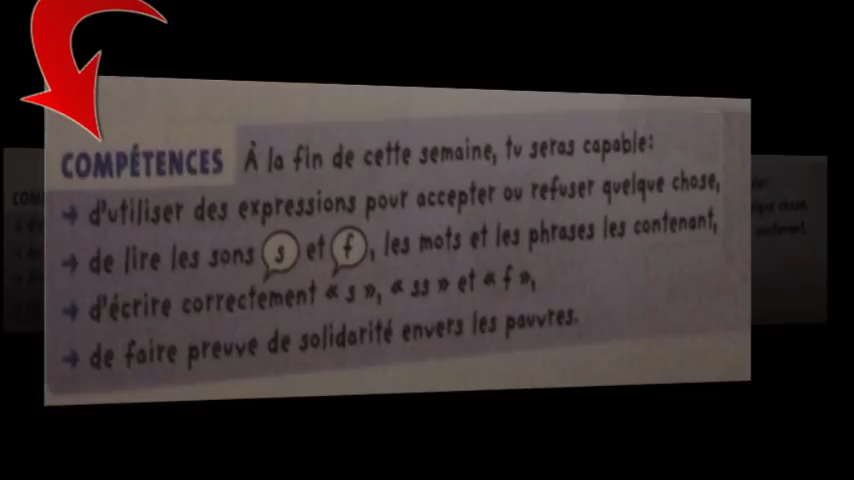 COMPÉTENCES À la fin de cette semaine, tu seras capable:
→ d'utiliser des expressions pour accepter ou refuser quelque chose,
→ de lire les sons s et f, les mots et les phrases les contenant,
→ d'écrire correctement « s », « ss » et « f »,
→ de faire preuve de solidarité envers les pauvres.